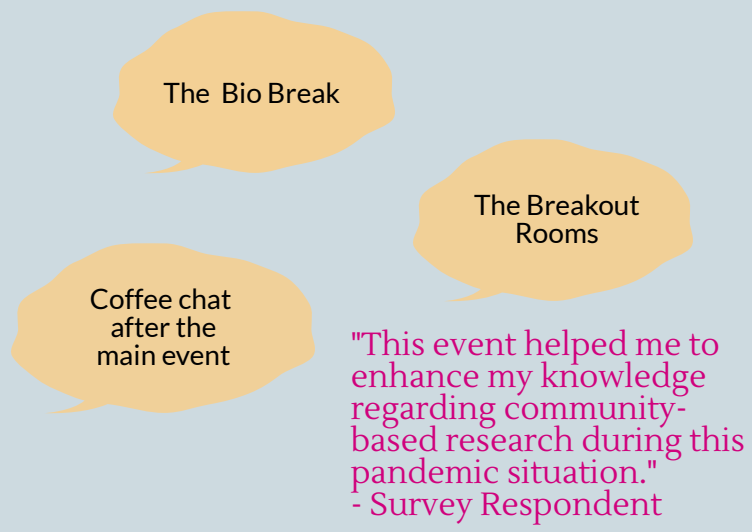 The Bio Break
The Breakout
Rooms
Coffee chat
after the
main event
"This event helped me to
enhance my knowledge
regarding community-
based research during this
pandemic situation."
- Survey Respondent